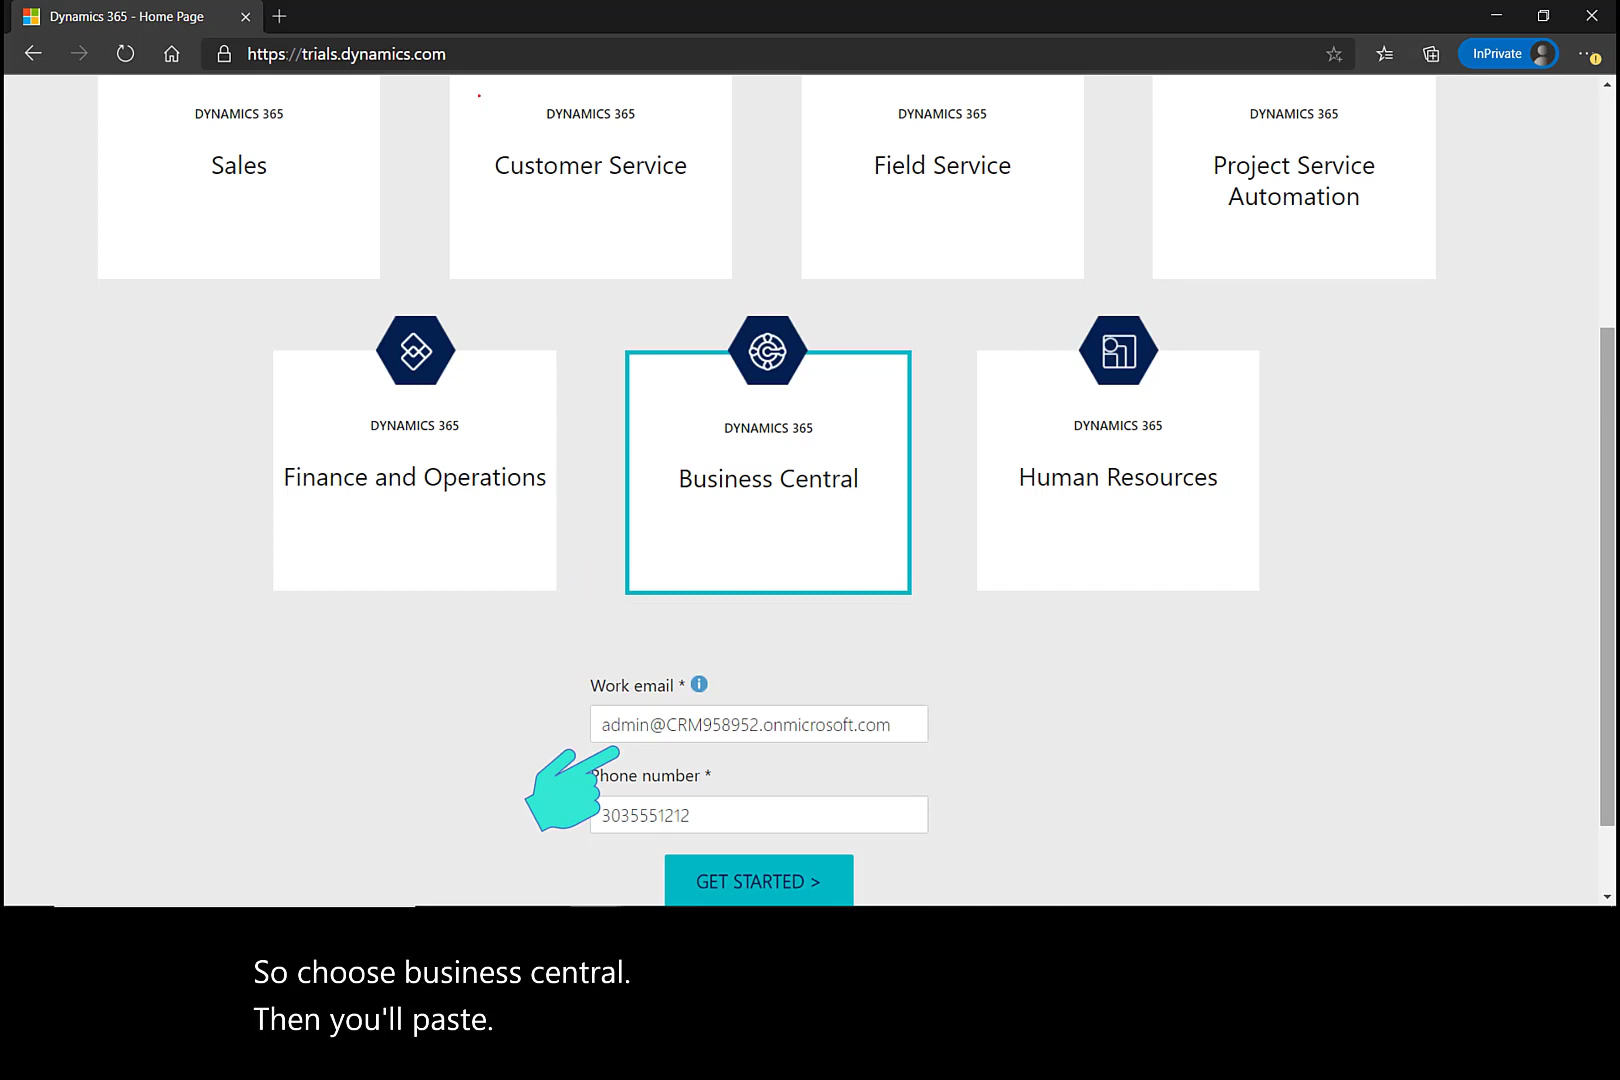 Dynamics 365 - Home Page
https://trials.dynamics.com
InPrivate
DYNAMICS 365
Sales
DYNAMICS 365
Customer Service
DYNAMICS 365
Field Service
DYNAMICS 365
Project Service
Automation
DYNAMICS 365
Finance and Operations
DYNAMICS 365
Business Central
DYNAMICS 365
Human Resources
Work email *
admin@CRM958952.onmicrosoft.com
Phone number *
3035551212
GET STARTED >
So choose business central.
Then you'll paste.